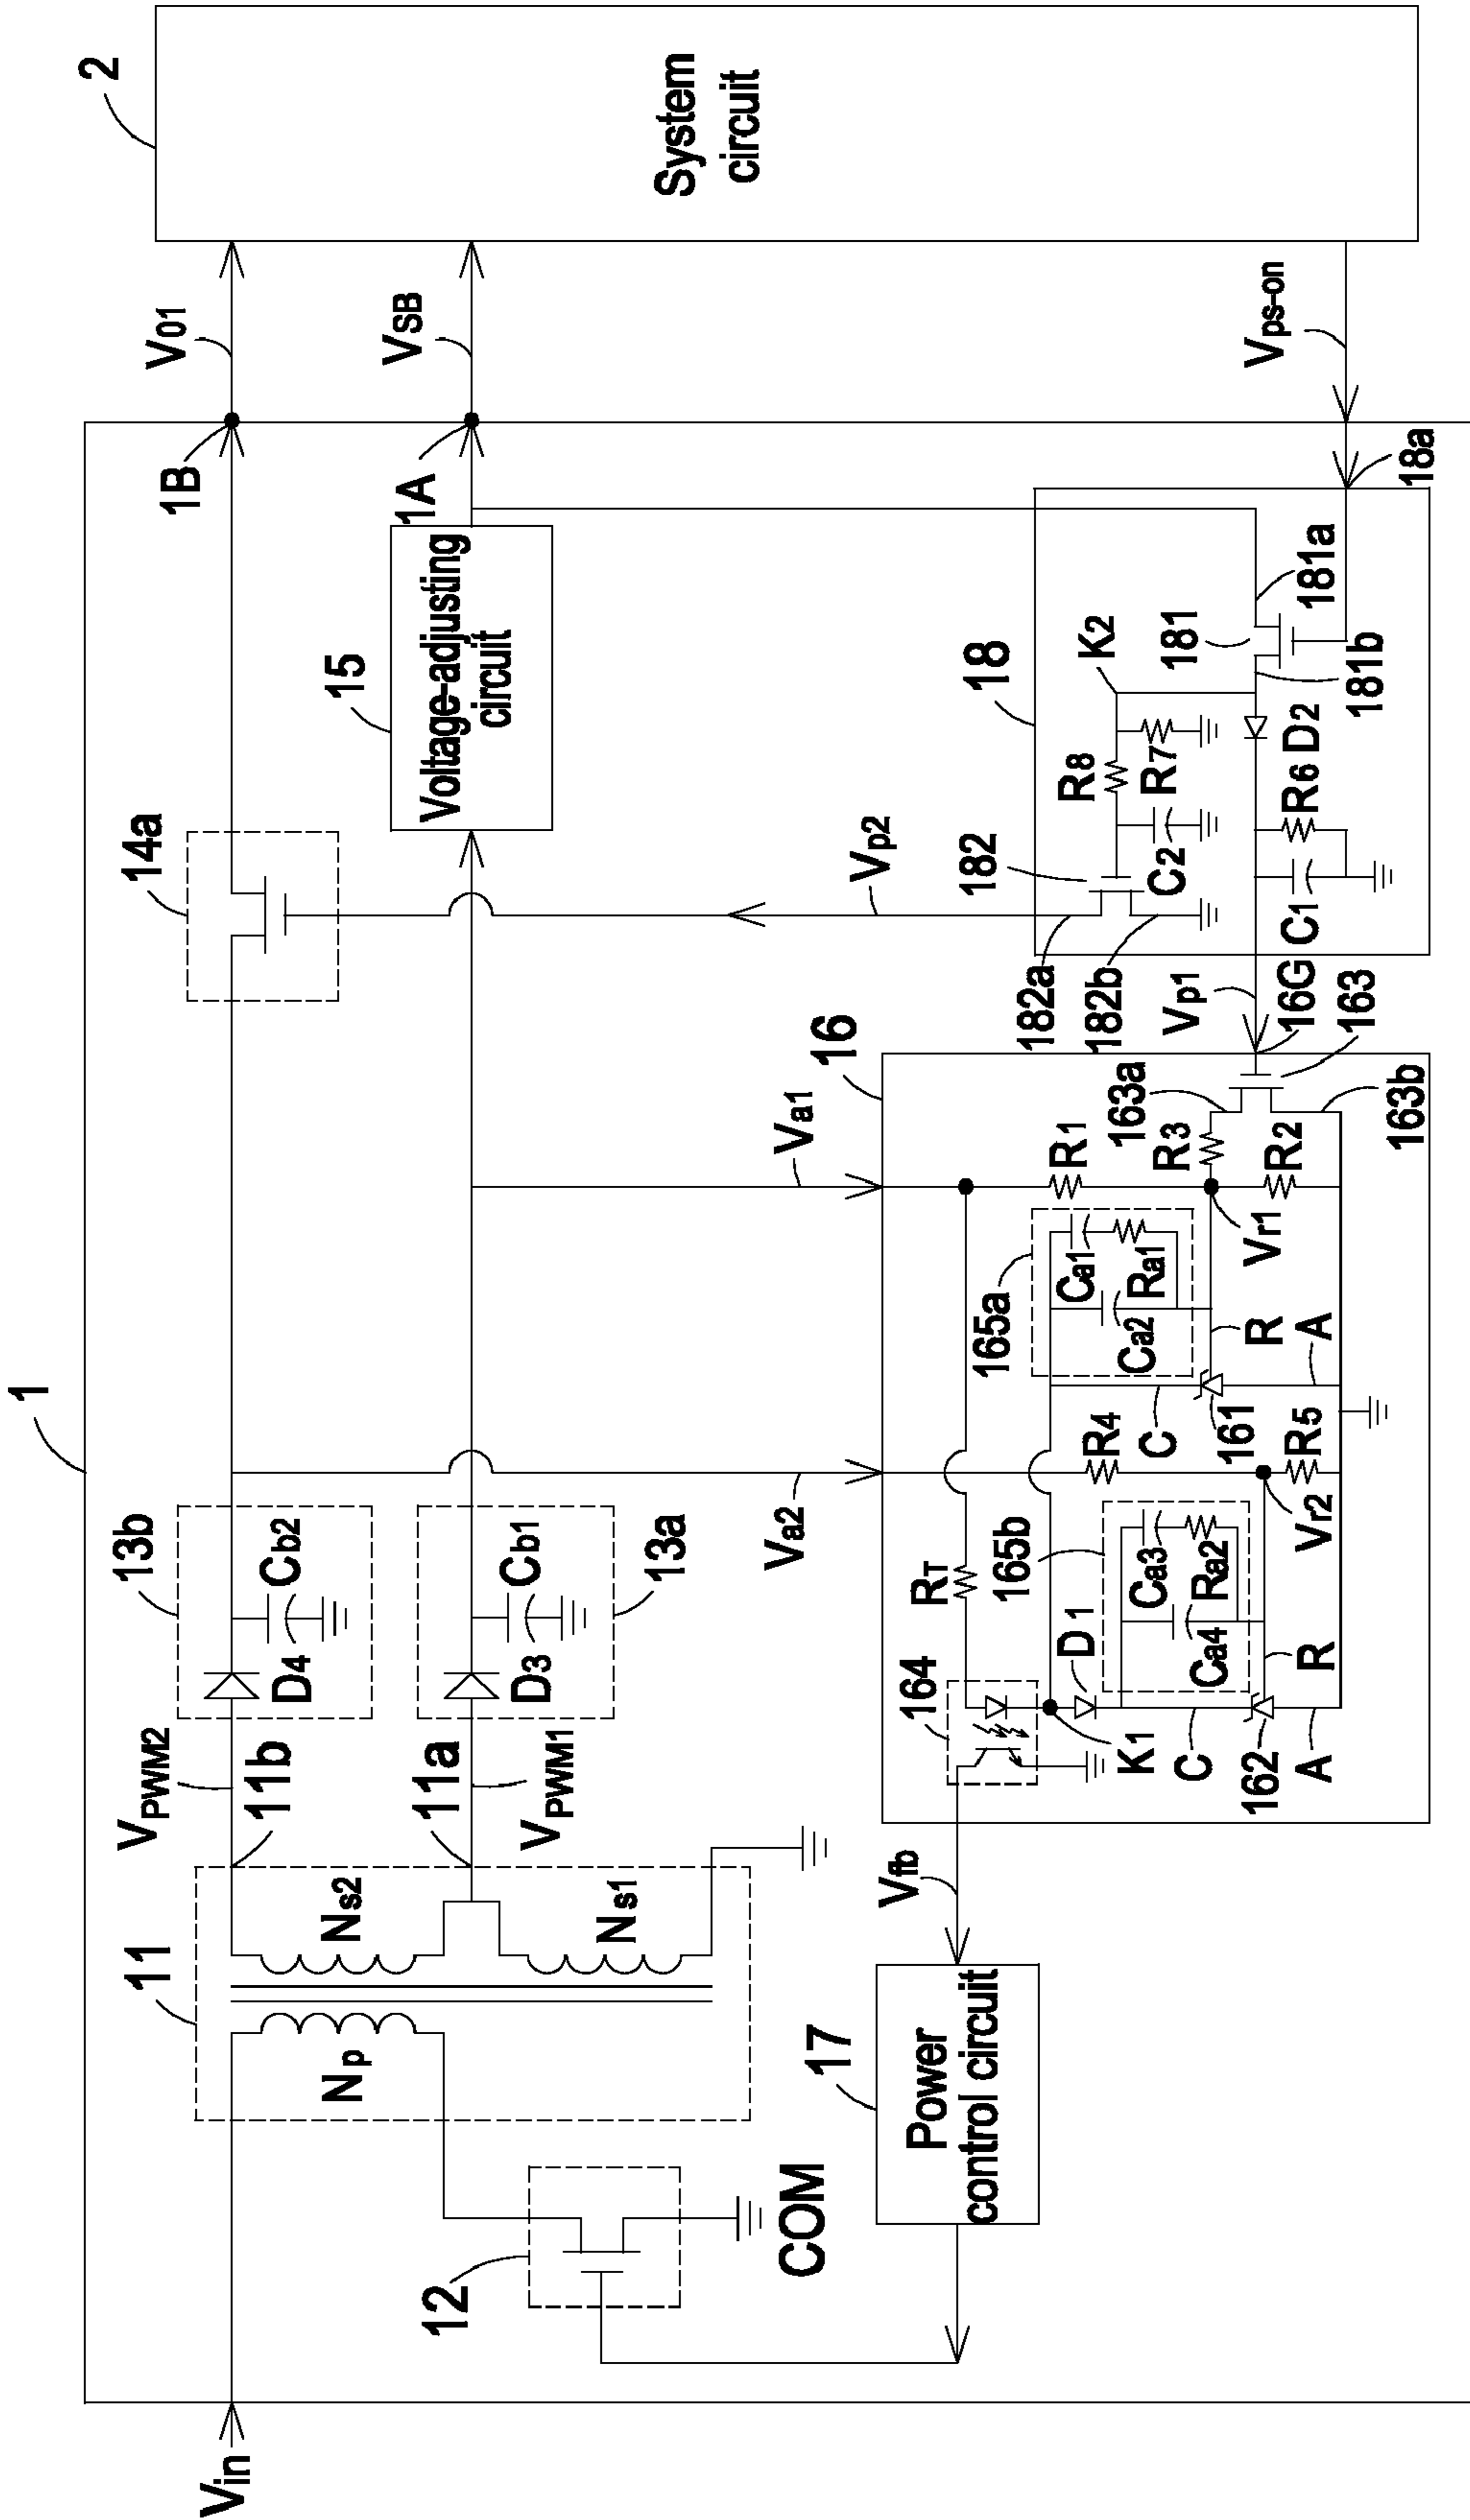 1
2
System
circuit
V01
VSB
Vps-on
1B
1A
18a
14a
15
Voltage-adjusting
circuit
18
K2
181
181a
181b
R8
R7
D2
R6
C2
C1
182
Vp2
182a
182b
Vp1
16G
163
16
163a
163b
Va1
R1
R3
R2
Vr1
165a
Ca1
Ra1
Ca2
R
A
C
161
R4
R5
Vr2
Va2
165b
RT
Ca3
Ra2
Ca4
D1
R
164
K1
C
162
A
13b
Cb2
D4
13a
Cb1
D3
VPWM2
11b
11a
VPWM1
11
Ns2
Ns1
Np
Vfb
17
Power
control circuit
12
COM
Vin